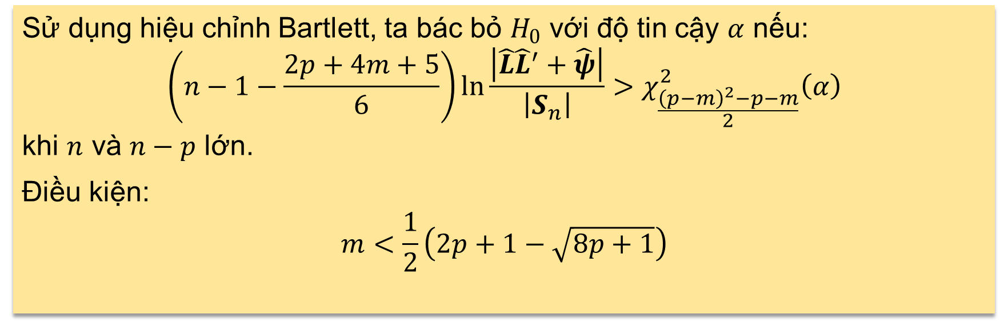 Sử dụng hiệu chỉnh Bartlett, ta bác bỏ $H_0$ với độ tin cậy $\alpha$ nếu:
$\left(n-1-\frac{2p+4m+5}{6}\right)\ln\frac{|\widehat{\boldsymbol{L}}\widehat{\boldsymbol{L}}'+\widehat{\boldsymbol{\psi}}|}{|\boldsymbol{S}_n|}>\chi^2_{\frac{(p-m)^2-p-m}{2}}(\alpha)$
khi $n$ và $n-p$ lớn.
Điều kiện:
$m<\frac{1}{2}\left(2p+1-\sqrt{8p+1}\right)$